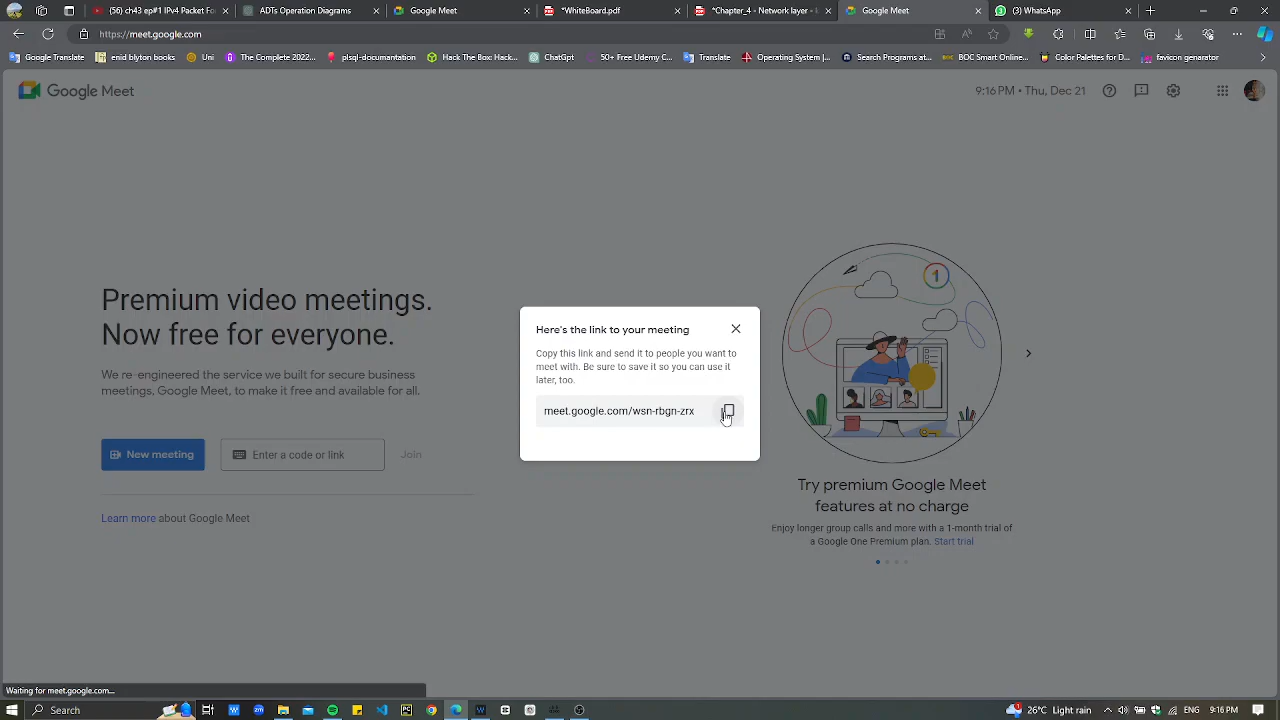 (56) ch43 ep#1 IPv4 Packet Fo
ADTs Operation Diagrams
Google Meet
*WhiteBoard.pdf
*Chapter_4 - Network layer -
Google Meet
(3) WhatsApp
https://meet.google.com
Google Translate
enid blyton books
Uni
The Complete 2022...
plsql-documentation
Hack The Box: Hack...
ChatGpt
50+ Free Udemy C...
Translate
Operating System |...
Search Programs at...
BOC Smart Online...
Color Palettes for D...
favicon generator
Google Meet
9:16 PM • Thu, Dec 21
Premium video meetings.
Now free for everyone.
We re-engineered the service we built for secure business
meetings, Google Meet, to make it free and available for all.
New meeting
Enter a code or link
Join
Learn more about Google Meet
Here's the link to your meeting
Copy this link and send it to people you want to
meet with. Be sure to save it so you can use it
later, too.
meet.google.com/wsn-rbgn-zrx
1
Try premium Google Meet
features at no charge
Enjoy longer group calls and more with a 1-month trial of
a Google One Premium plan. Start trial
Waiting for meet.google.com...
Search
26°C Light rain
ENG
9:16 PM